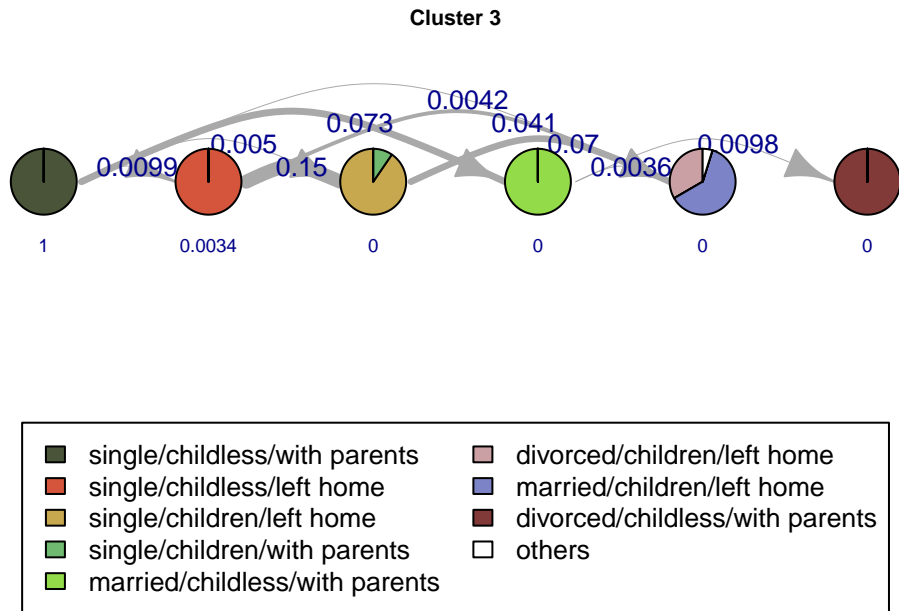 Cluster 3
0.0042
0.073
0.041
0.005
0.07
0.0098
0.0099
0.15
0.0036
1
0.0034
0
0
0
0
single/childless/with parents
single/childless/left home
single/children/left home
single/children/with parents
married/childless/with parents
divorced/children/left home
married/children/left home
divorced/childless/with parents
others